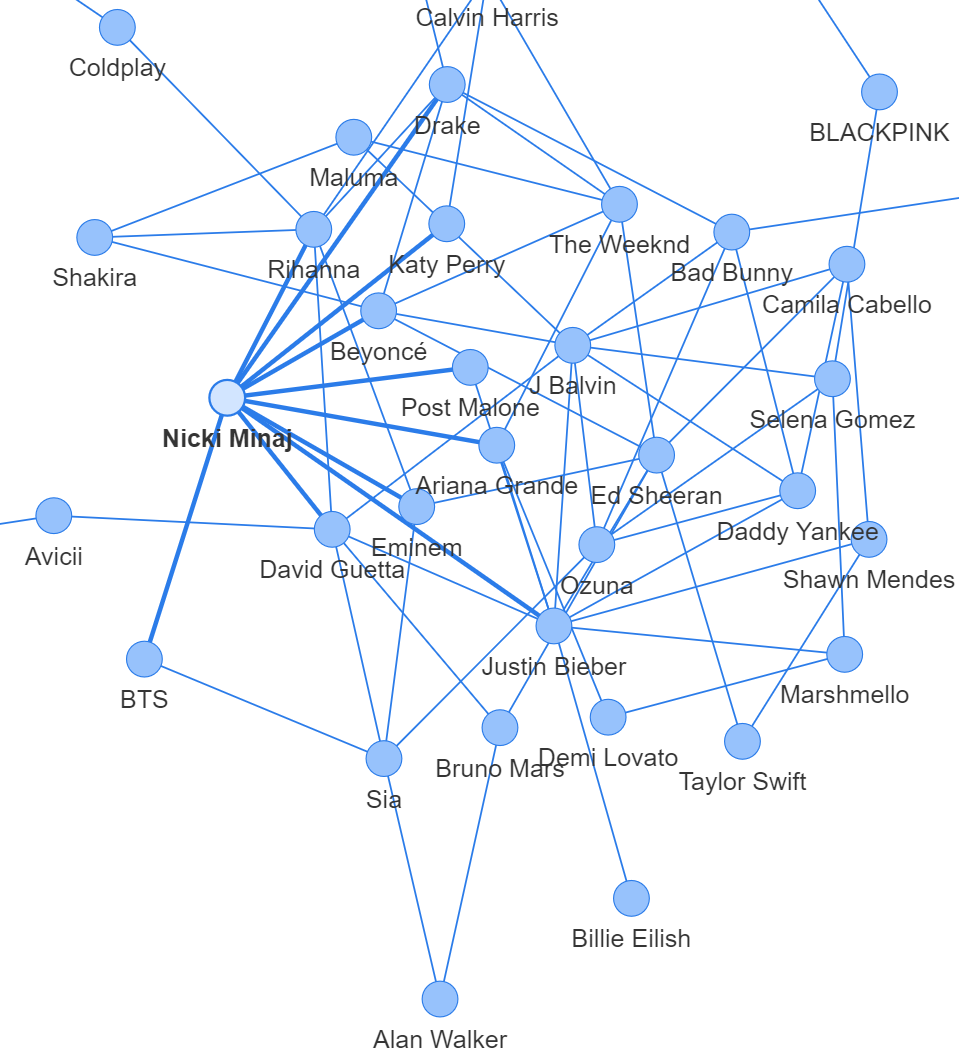 Calvin Harris
Coldplay
Drake
BLACKPINK
Maluma
The Weeknd
Rihanna
Katy Perry
Bad Bunny
Shakira
Camila Cabello
Beyoncé
J Balvin
Post Malone
Selena Gomez
Nicki Minaj
Ariana Grande
Ed Sheeran
Daddy Yankee
Eminem
Avicii
David Guetta
Shawn Mendes
Ozuna
Justin Bieber
Marshmello
BTS
Demi Lovato
Bruno Mars
Taylor Swift
Sia
Billie Eilish
Alan Walker